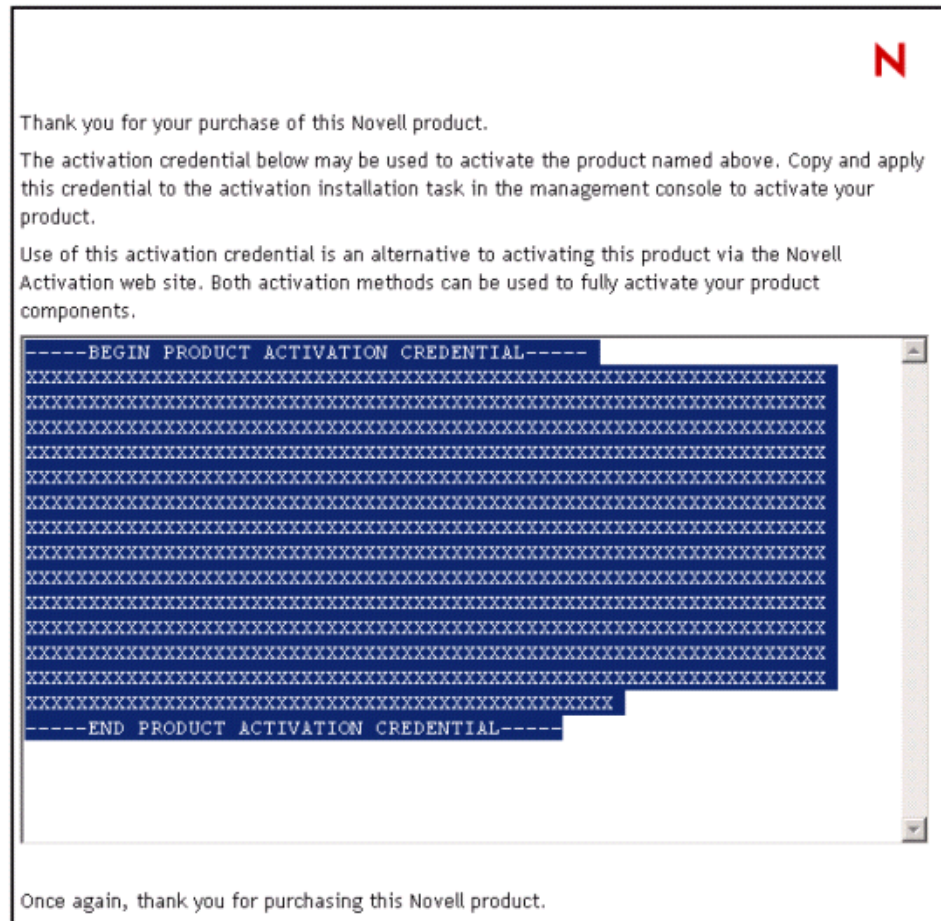 N
Thank you for your purchase of this Novell product.
The activation credential below may be used to activate the product named above. Copy and apply
this credential to the activation installation task in the management console to activate your
product.
Use of this activation credential is an alternative to activating this product via the Novell
Activation web site. Both activation methods can be used to fully activate your product
components.
-----BEGIN PRODUCT ACTIVATION CREDENTIAL-----
XXXXXXXXXXXXXXXXXXXXXXXXXXXXXXXXXXXXXXXXXXXXXXXXXXXXXXXXXXXXXXXX
XXXXXXXXXXXXXXXXXXXXXXXXXXXXXXXXXXXXXXXXXXXXXXXXXXXXXXXXXXXXXXXX
XXXXXXXXXXXXXXXXXXXXXXXXXXXXXXXXXXXXXXXXXXXXXXXXXXXXXXXXXXXXXXXX
XXXXXXXXXXXXXXXXXXXXXXXXXXXXXXXXXXXXXXXXXXXXXXXXXXXXXXXXXXXXXXXX
XXXXXXXXXXXXXXXXXXXXXXXXXXXXXXXXXXXXXXXXXXXXXXXXXXXXXXXXXXXXXXXX
XXXXXXXXXXXXXXXXXXXXXXXXXXXXXXXXXXXXXXXXXXXXXXXXXXXXXXXXXXXXXXXX
XXXXXXXXXXXXXXXXXXXXXXXXXXXXXXXXXXXXXXXXXXXXXXXXXXXXXXXXXXXXXXXX
XXXXXXXXXXXXXXXXXXXXXXXXXXXXXXXXXXXXXXXXXXXXXXXXXXXXXXXXXXXXXXXX
XXXXXXXXXXXXXXXXXXXXXXXXXXXXXXXXXXXXXXXXXXXXXXXXXXXXXXXXXXXXXXXX
XXXXXXXXXXXXXXXXXXXXXXXXXXXXXXXXXXXXXXXXXXXXXXXXXXXXXXXXXXXXXXXX
XXXXXXXXXXXXXXXXXXXXXXXXXXXXXXXXXXXXXXXXXXXXXXXXXXXXXXXXXXXXXXXX
XXXXXXXXXXXXXXXXXXXXXXXXXXXXXXXXXXXXXXXXXXXXXXXXXXXXXXXXXXXXXXXX
XXXXXXXXXXXXXXXXXXXXXXXXXXXXXXXXXXXXXXXXXXXXXXXXXXXXXXXXXXXXXXXX
XXXXXXXXXXXXXXXXXXXXXXXXXXXXXXXXXXXXXXXXXXXXXXX
-----END PRODUCT ACTIVATION CREDENTIAL-----
Once again, thank you for purchasing this Novell product.